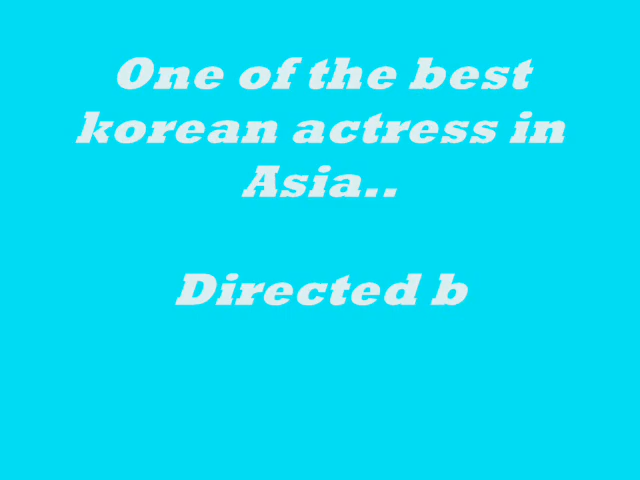 One of the best
korean actress in
Asia..
Directed b